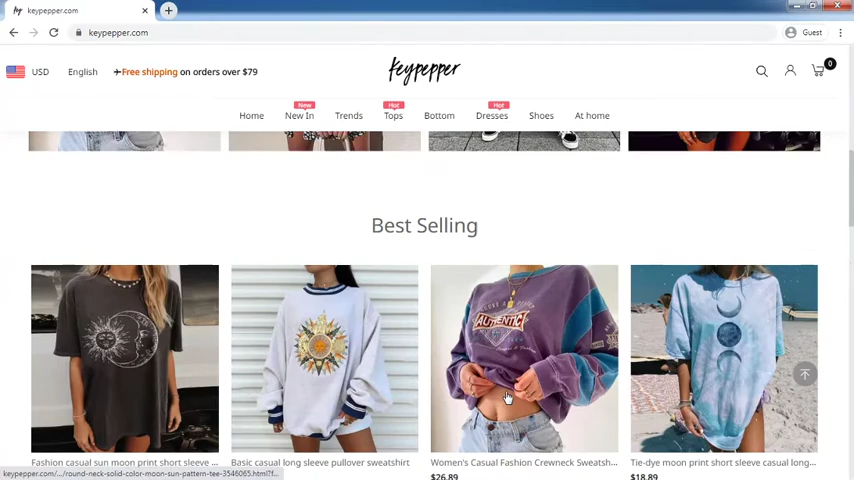 keypepper.com
Guest
keypepper.com
USD
English
Free shipping on orders over $79
keypepper
0
New
Hot
Hot
Home
New In
Trends
Tops
Bottom
Dresses
Shoes
At home
Best Selling
AUTHENTIC
Fashion casual sun moon print short sleeve ...
Basic casual long sleeve pullover sweatshirt
Women's Casual Fashion Crewneck Sweatsh...
Tie-dye moon print short sleeve casual long...
$26.89
$18.89
keypepper.com/.../round-neck-solid-color-moon-sun-pattern-tee-3546065.html?f...